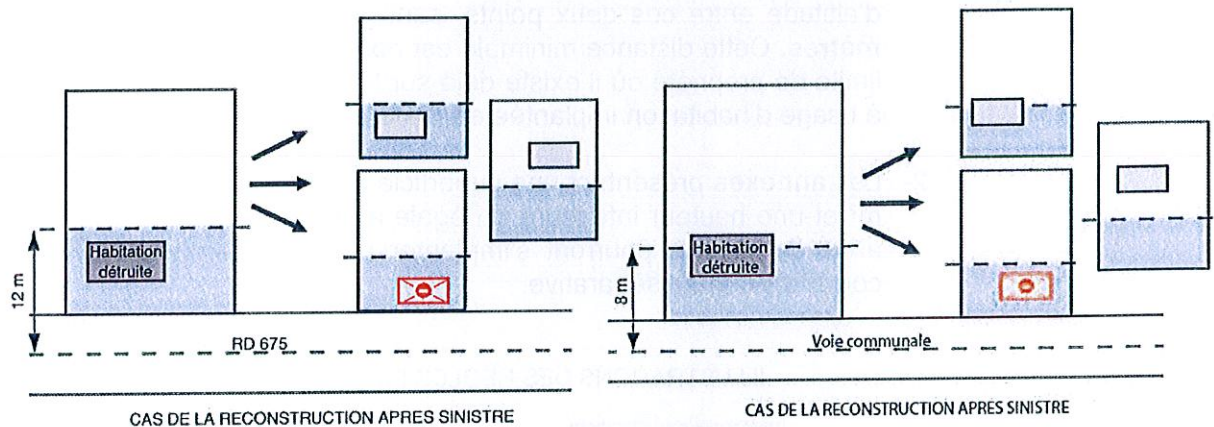 Habitation
détruite
12 m
RD 675
CAS DE LA RECONSTRUCTION APRES SINISTRE
Habitation
détruite
8 m
Voie communale
CAS DE LA RECONSTRUCTION APRES SINISTRE